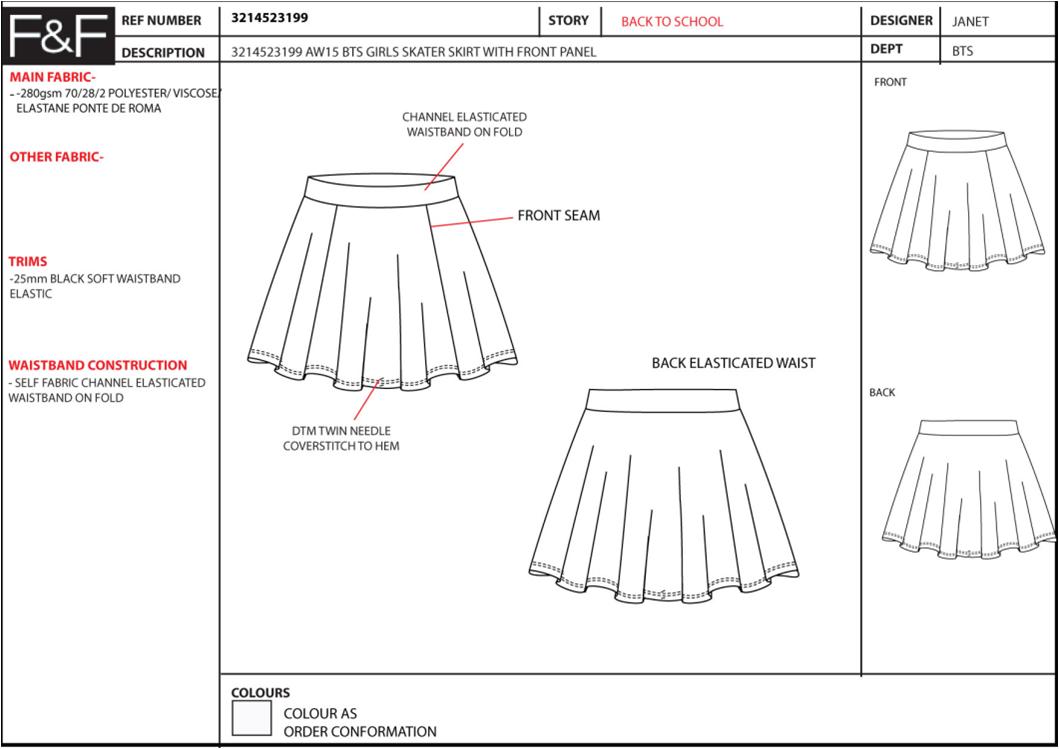 F&F
REF NUMBER
3214523199
STORY
BACK TO SCHOOL
DESIGNER
JANET
DESCRIPTION
3214523199 AW15 BTS GIRLS SKATER SKIRT WITH FRONT PANEL
DEPT
BTS
MAIN FABRIC-
--280gsm 70/28/2 POLYESTER/ VISCOSE/
ELASTANE PONTE DE ROMA
OTHER FABRIC-
TRIMS
-25mm BLACK SOFT WAISTBAND
ELASTIC
WAISTBAND CONSTRUCTION
- SELF FABRIC CHANNEL ELASTICATED
WAISTBAND ON FOLD
CHANNEL ELASTICATED
WAISTBAND ON FOLD
FRONT SEAM
DTM TWIN NEEDLE
COVERSTITCH TO HEM
BACK ELASTICATED WAIST
FRONT
BACK
COLOURS
COLOUR AS
ORDER CONFORMATION